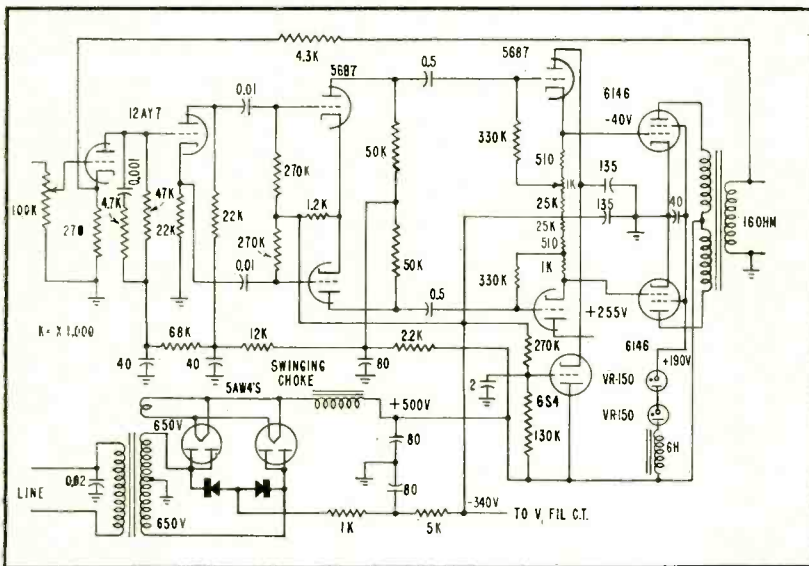 4.3K
5687
0.5
5687
12AY7
0.01
6146
-40V
0.001
330K
50K
510
135
1K
40
270K
100K
4.7K
47K
1.2K
25K
135
22K
25K
160HM
270
22K
270K
50K
510
330K
1K
0.01
0.5
+255V
K= X 1,000
6146
68K
12K
2.2K
270K
+190V
40
40
SWINGING
CHOKE
80
2
6S4
VR-150
5AW4'S
+500V
VR-150
650V
130K
80
6H
0.02
LINE
80
-340V
650V
1K
5K
TO V, FIL C.T.